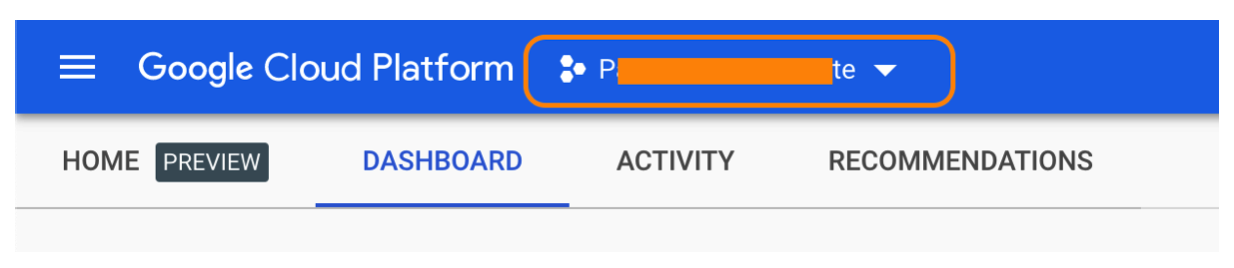 Google Cloud Platform
HOME PREVIEW DASHBOARD ACTIVITY RECOMMENDATIONS